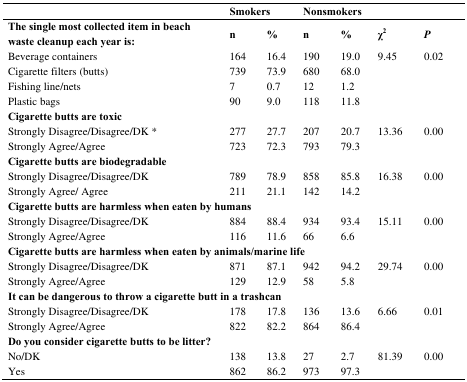 Smokers Nonsmokers
The single most collected item in beach
waste cleanup each year is: n % n % χ² P
Beverage containers 164 16.4 190 19.0 9.45 0.02
Cigarette filters (butts) 739 73.9 680 68.0
Fishing line/nets 7 0.7 12 1.2
Plastic bags 90 9.0 118 11.8
Cigarette butts are toxic
Strongly Disagree/Disagree/DK * 277 27.7 207 20.7 13.36 0.00
Strongly Agree/Agree 723 72.3 793 79.3
Cigarette butts are biodegradable
Strongly Disagree/Disagree/DK 789 78.9 858 85.8 16.38 0.00
Strongly Agree/ Agree 211 21.1 142 14.2
Cigarette butts are harmless when eaten by humans
Strongly Disagree/Disagree/DK 884 88.4 934 93.4 15.11 0.00
Strongly Agree/Agree 116 11.6 66 6.6
Cigarette butts are harmless when eaten by animals/marine life
Strongly Disagree/Disagree/DK 871 87.1 942 94.2 29.74 0.00
Strongly Agree/Agree 129 12.9 58 5.8
It can be dangerous to throw a cigarette butt in a trashcan
Strongly Disagree/Disagree/DK 178 17.8 136 13.6 6.66 0.01
Strongly Agree/Agree 822 82.2 864 86.4
Do you consider cigarette butts to be litter?
No/DK 138 13.8 27 2.7 81.39 0.00
Yes 862 86.2 973 97.3